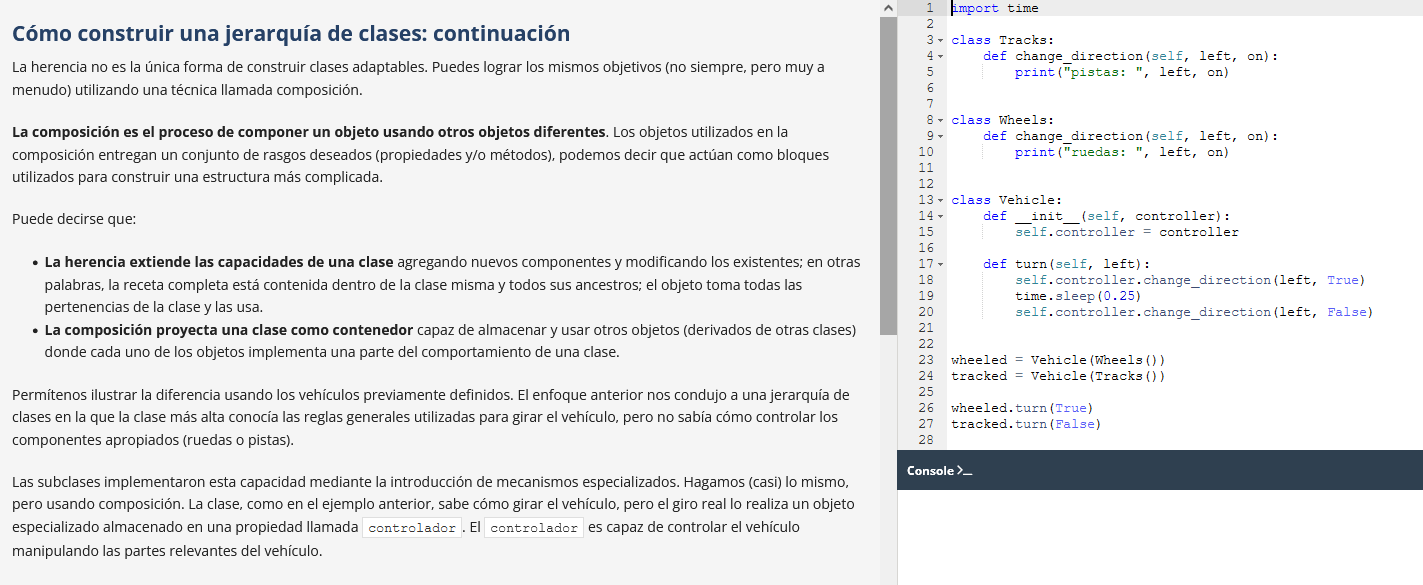 Cómo construir una jerarquía de clases: continuación
La herencia no es la única forma de construir clases adaptables. Puedes lograr los mismos objetivos (no siempre, pero muy a
menudo) utilizando una técnica llamada composición.
La composición es el proceso de componer un objeto usando otros objetos diferentes. Los objetos utilizados en la
composición entregan un conjunto de rasgos deseados (propiedades y/o métodos), podemos decir que actúan como bloques
utilizados para construir una estructura más complicada.
Puede decirse que:
• La herencia extiende las capacidades de una clase agregando nuevos componentes y modificando los existentes; en otras
palabras, la receta completa está contenida dentro de la clase misma y todos sus ancestros; el objeto toma todas las
pertenencias de la clase y las usa.
• La composición proyecta una clase como contenedor capaz de almacenar y usar otros objetos (derivados de otras clases)
donde cada uno de los objetos implementa una parte del comportamiento de una clase.
Permítenos ilustrar la diferencia usando los vehículos previamente definidos. El enfoque anterior nos condujo a una jerarquía de
clases en la que la clase más alta conocía las reglas generales utilizadas para girar el vehículo, pero no sabía cómo controlar los
componentes apropiados (ruedas o pistas).
Las subclases implementaron esta capacidad mediante la introducción de mecanismos especializados. Hagamos (casi) lo mismo,
pero usando composición. La clase, como en el ejemplo anterior, sabe cómo girar el vehículo, pero el giro real lo realiza un objeto
especializado almacenado en una propiedad llamada controlador. El controlador es capaz de controlar el vehículo
manipulando las partes relevantes del vehículo.
1 import time
2
3 class Tracks:
4 def change_direction(self, left, on):
5 print("pistas: ", left, on)
6
7
8 class Wheels:
9 def change_direction(self, left, on):
10 print("ruedas: ", left, on)
11
12
13 class Vehicle:
14 def __init__(self, controller):
15 self.controller = controller
16
17 def turn(self, left):
18 self.controller.change_direction(left, True)
19 time.sleep(0.25)
20 self.controller.change_direction(left, False)
21
22
23 wheeled = Vehicle(Wheels())
24 tracked = Vehicle(Tracks())
25
26 wheeled.turn(True)
27 tracked.turn(False)
28
Console >_